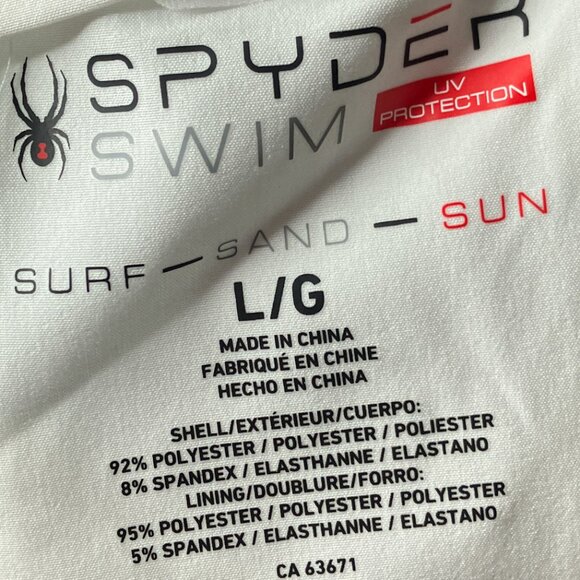 SPYDÉR
UV
PROTECTION
SWIM
SURF — SAND — SUN
L/G
MADE IN CHINA
FABRIQUÉ EN CHINE
HECHO EN CHINA
SHELL/EXTÉRIEUR/CUERPO:
92% POLYESTER / POLYESTER / POLIESTER
8% SPANDEX / ELASTHANNE / ELASTANO
LINING/DOUBLURE/FORRO:
95% POLYESTER / POLYESTER / POLIESTER
5% SPANDEX / ELASTHANNE / ELASTANO
CA 63671